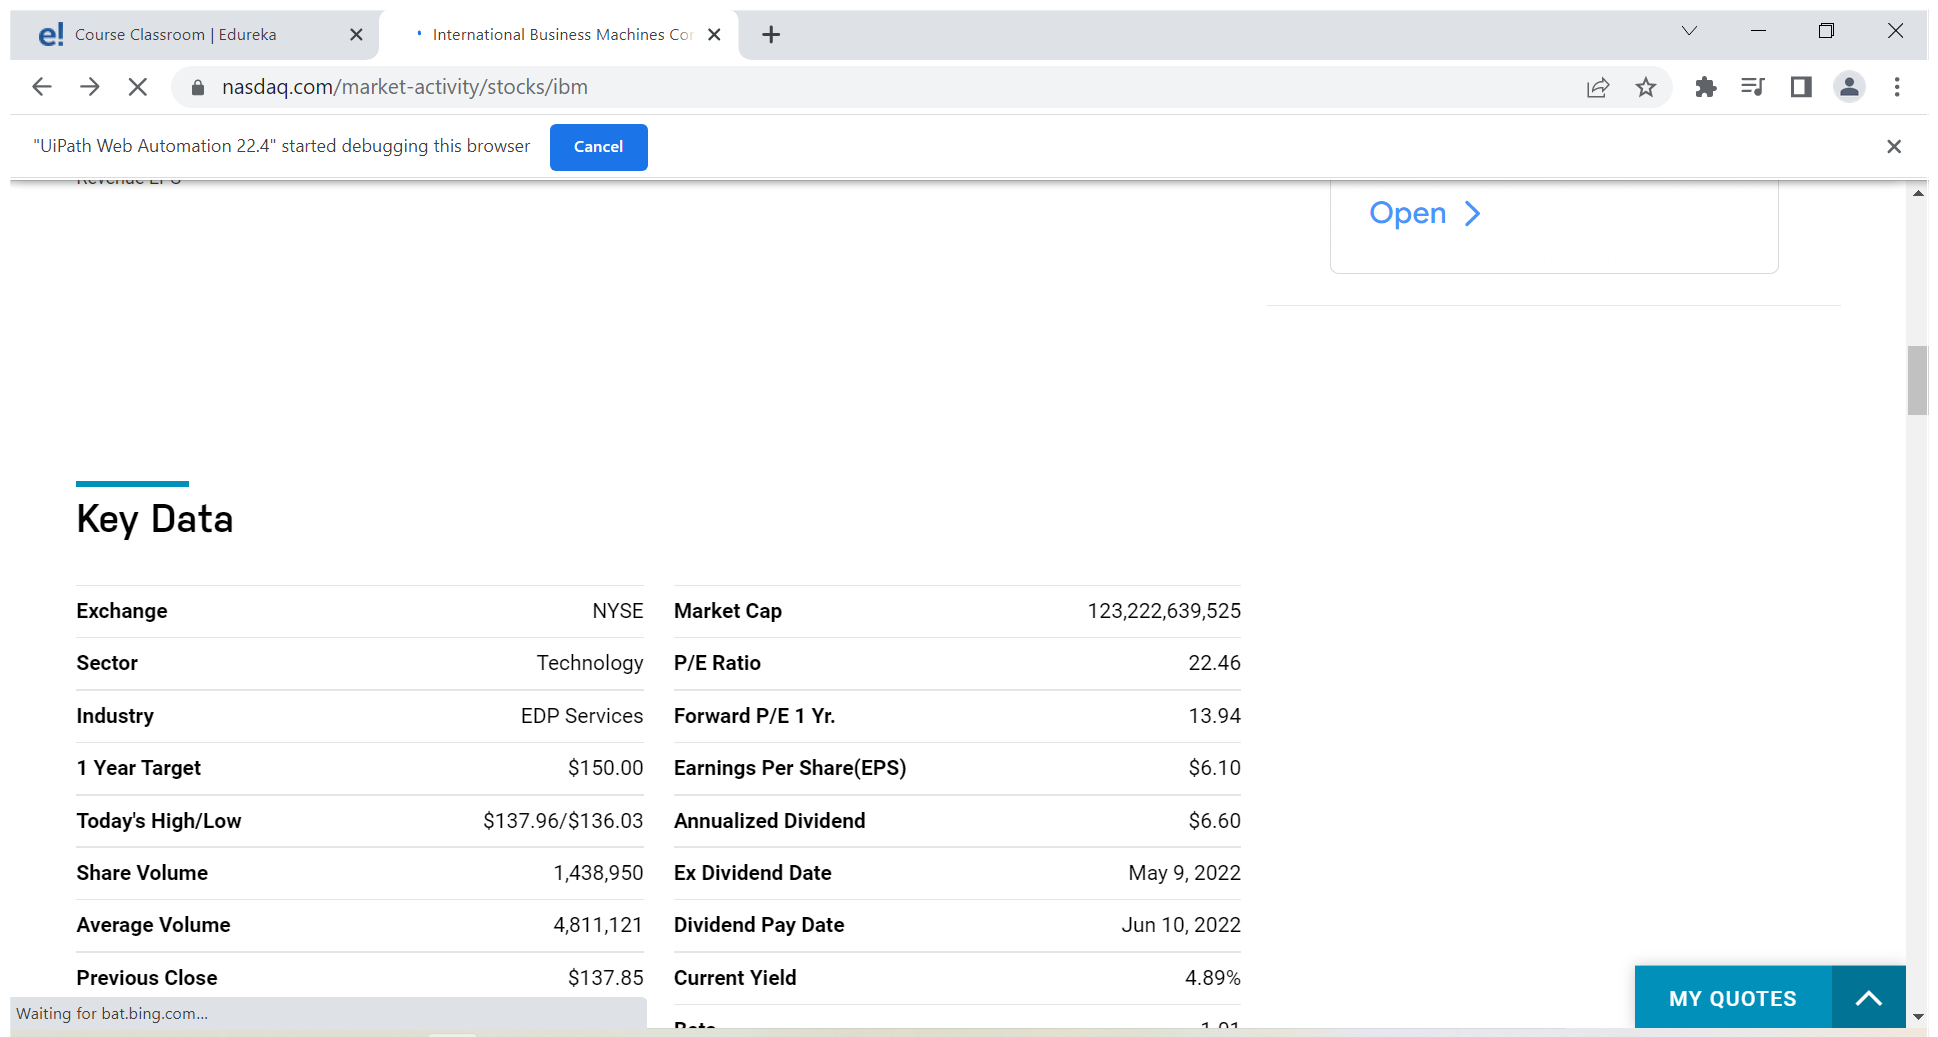 e! Course Classroom | Edureka
International Business Machines Cor
nasdaq.com/market-activity/stocks/ibm
"UiPath Web Automation 22.4" started debugging this browser Cancel
Revenue EPS
Open
Key Data
Exchange NYSE
Market Cap 123,222,639,525
Sector Technology
P/E Ratio 22.46
Industry EDP Services
Forward P/E 1 Yr. 13.94
1 Year Target $150.00
Earnings Per Share(EPS) $6.10
Today's High/Low $137.96/$136.03
Annualized Dividend $6.60
Share Volume 1,438,950
Ex Dividend Date May 9, 2022
Average Volume 4,811,121
Dividend Pay Date Jun 10, 2022
Previous Close $137.85
Current Yield 4.89%
MY QUOTES
Waiting for bat.bing.com...
Beta